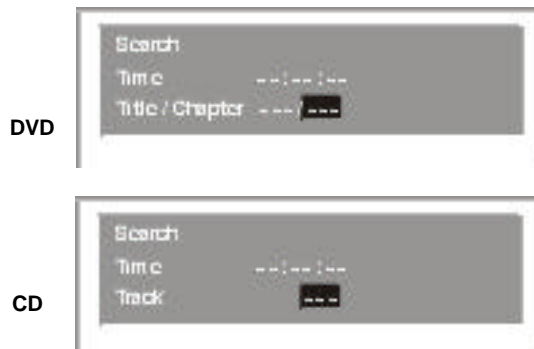 DVD
Search
Time --:--:--
Title / Chapter ---/---
CD
Search
Time --:--:--
Track ---